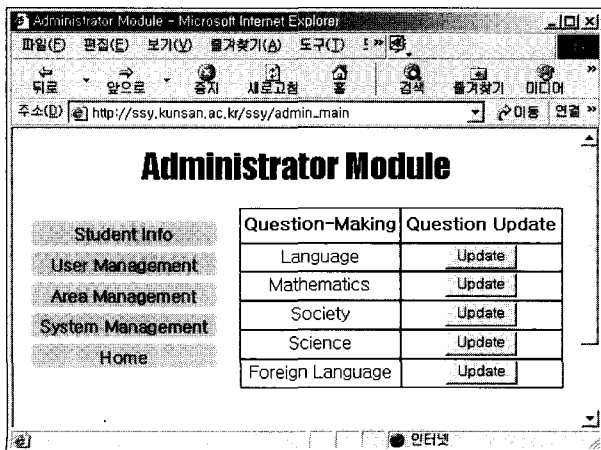 Administrator Module - Microsoft Internet Explorer
파일(F) 편집(E) 보기(V) 즐겨찾기(A) 도구(T) »
뒤로 앞으로 중지 새로고침 홈 검색 즐겨찾기 미디어 »
주소(D) http://ssy.kunsan.ac.kr/ssy/admin_main 이동 연결 »
Administrator Module
Question-Making Question Update
Student Info
Language Update
User Management
Mathematics Update
Area Management
Society Update
System Management
Science Update
Home
Foreign Language Update
인터넷